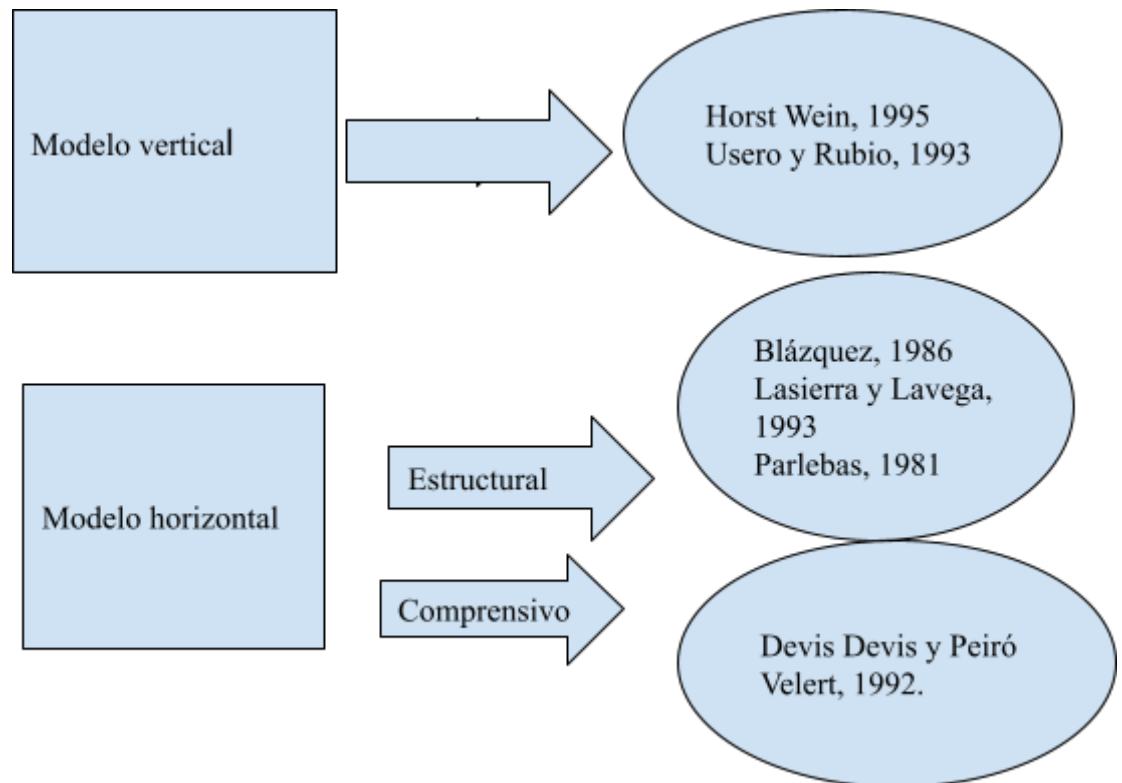 Modelo vertical
Horst Wein, 1995
Usero y Rubio, 1993
Modelo horizontal
Estructural
Blázquez, 1986
Lasierra y Lavega,
1993
Parlebas, 1981
Comprensivo
Devis Devis y Peiró
Velert, 1992.